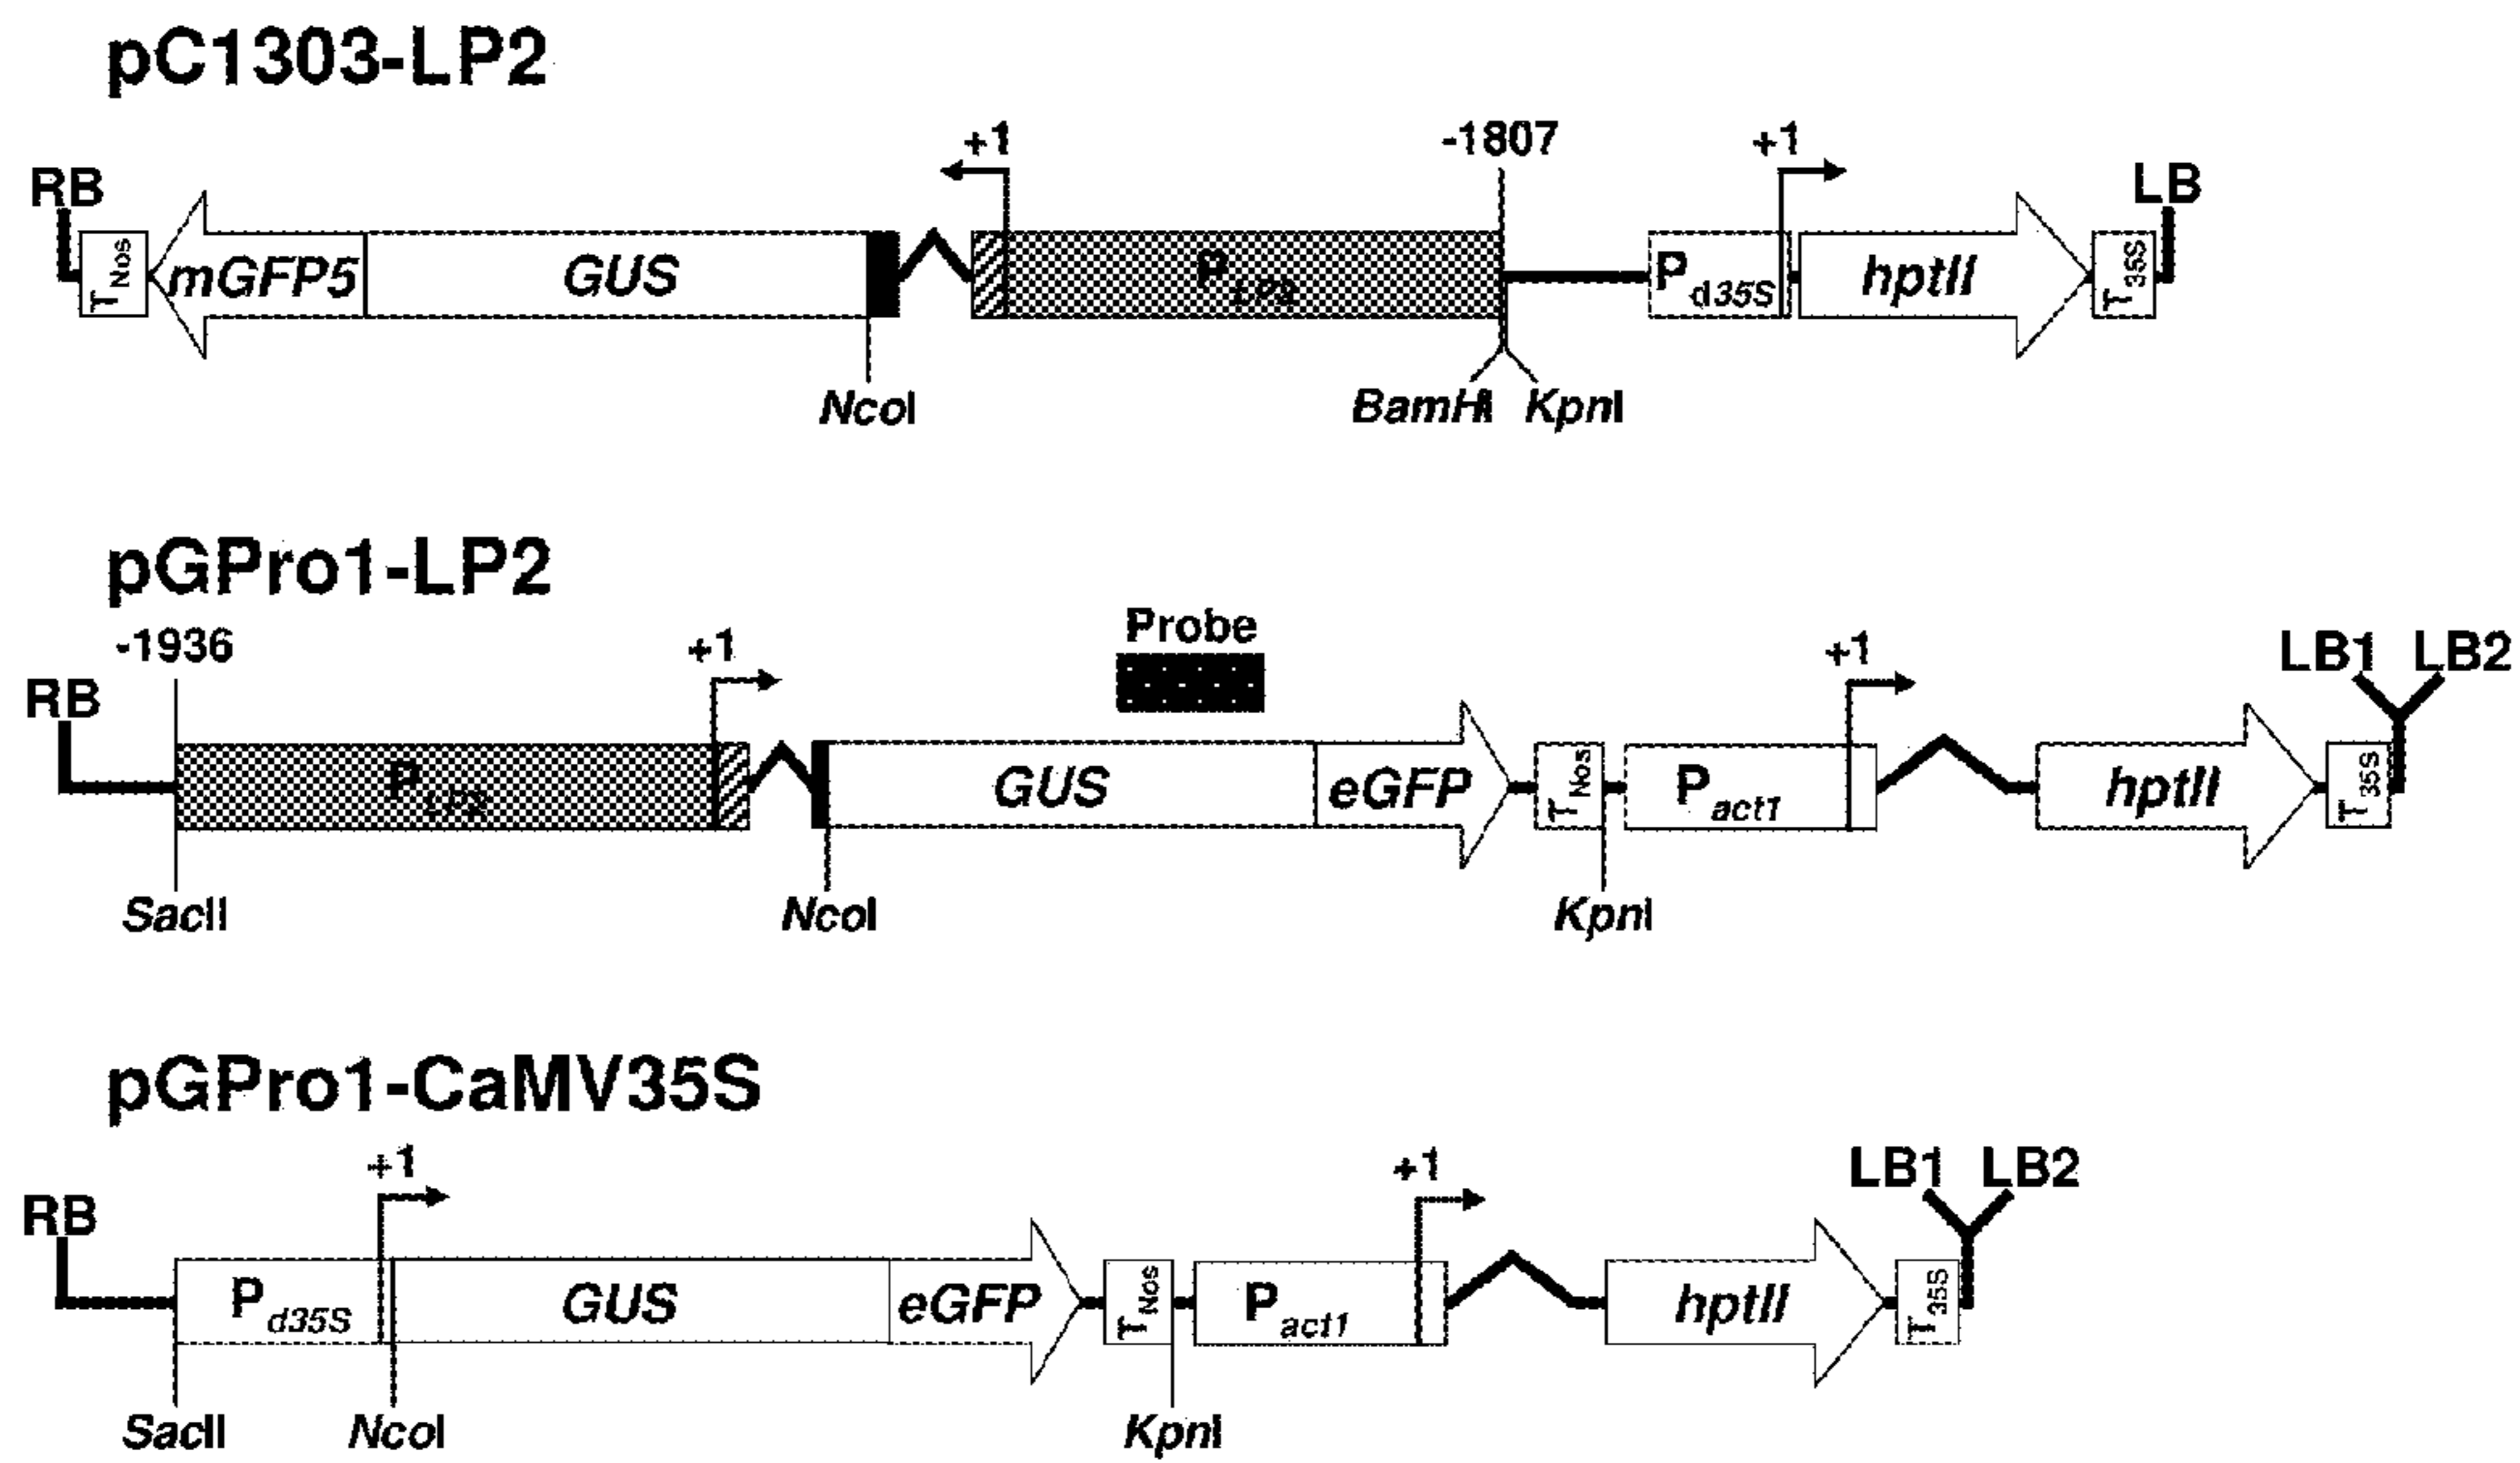 pC1303-LP2
+1 -1807 +1
RB LB
TNos mGFP5 GUS P Pd35S hptII T35S
NcoI BamHI KpnI
pGPro1-LP2
Probe
-1936 +1 +1 LB1 LB2
RB
P GUS eGFP TNos Pact1 hptII T35S
SacII NcoI KpnI
pGPro1-CaMV35S
+1 +1 LB1 LB2
RB
Pd35S GUS eGFP TNos Pact1 hptII T35S
SacII NcoI KpnI